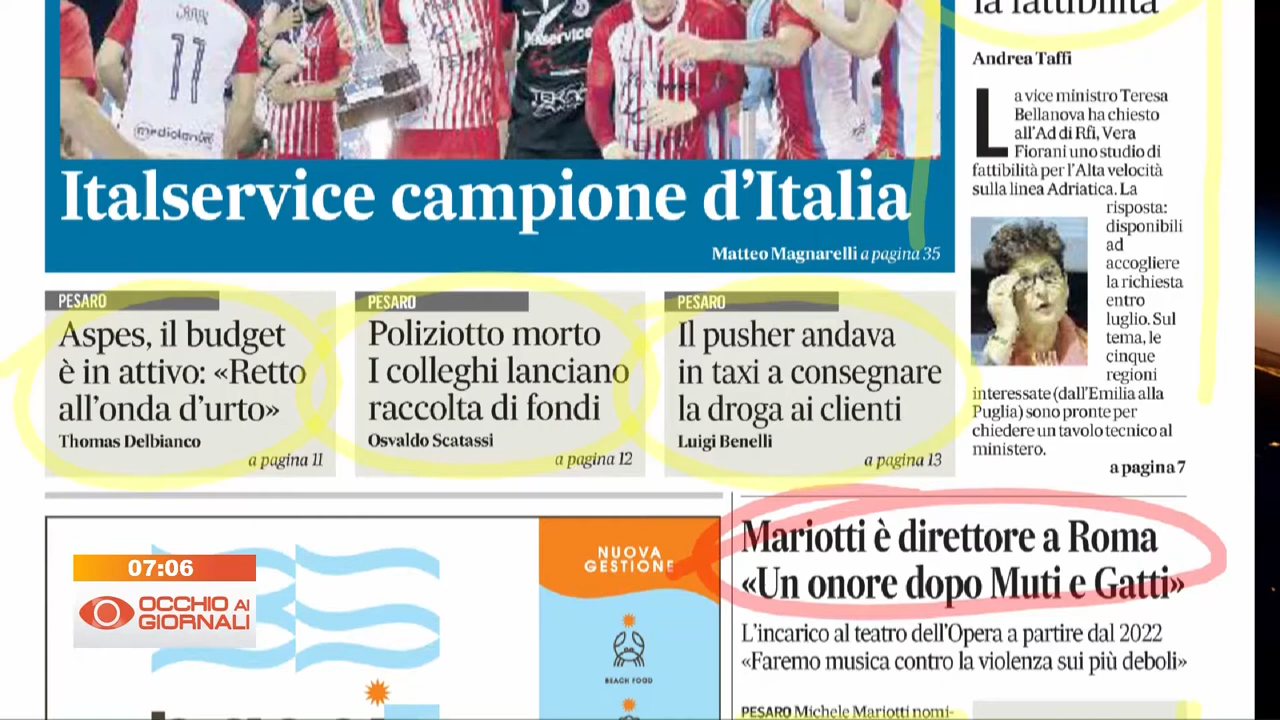 la fattibilità
11
mediolanum
Italservice campione d'Italia
Matteo Magnarelli a pagina 35
Andrea Taffi
La vice ministro Teresa
Bellanova ha chiesto
all'Ad di Rfi, Vera
Fiorani uno studio di
fattibilità per l'Alta velocità
sulla linea Adriatica. La
risposta:
disponibili
ad
accogliere
la richiesta
entro
luglio. Sul
tema, le
cinque
regioni
interessate (dall'Emilia alla
Puglia) sono pronte per
chiedere un tavolo tecnico al
ministero.
a pagina 7
PESARO
Aspes, il budget
è in attivo: «Retto
all'onda d'urto»
Thomas Delbianco
a pagina 11
PESARO
Poliziotto morto
I colleghi lanciano
raccolta di fondi
Osvaldo Scatassi
a pagina 12
PESARO
Il pusher andava
in taxi a consegnare
la droga ai clienti
Luigi Benelli
a pagina 13
NUOVA
GESTIONE
BEACH FOOD
Mariotti è direttore a Roma
«Un onore dopo Muti e Gatti»
L'incarico al teatro dell'Opera a partire dal 2022
«Faremo musica contro la violenza sui più deboli»
PESARO Michele Mariotti nomi-
07:06
OCCHIO AI
GIORNALI